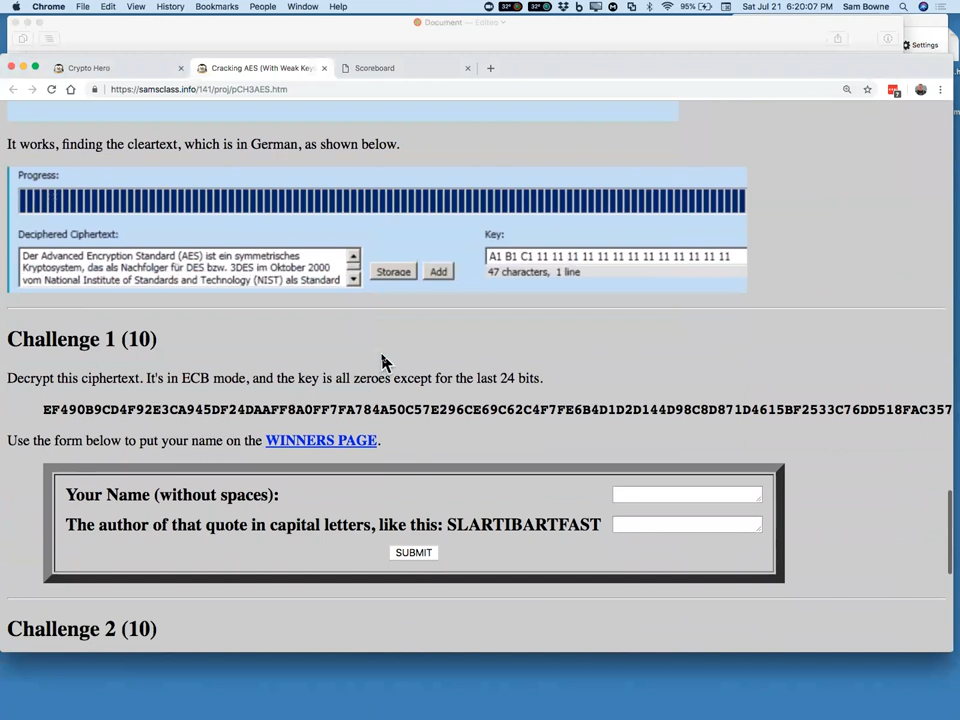 Chrome File Edit View History Bookmarks People Window Help 32° 32° 95% Sat Jul 21 6:20:07 PM Sam Bowne
Document — Edited
Settings
Crypto Hero × Cracking AES (With Weak Key × Scoreboard × +
https://samsclass.info/141/proj/pCH3AES.htm
It works, finding the cleartext, which is in German, as shown below.
Progress:
Deciphered Ciphertext: Key:
Der Advanced Encryption Standard (AES) ist ein symmetrisches
Kryptosystem, das als Nachfolger für DES bzw. 3DES im Oktober 2000
vom National Institute of Standards and Technology (NIST) als Standard
Storage Add
A1 B1 C1 11 11 11 11 11 11 11 11 11 11 11 11 11
47 characters, 1 line
Challenge 1 (10)
Decrypt this ciphertext. It's in ECB mode, and the key is all zeroes except for the last 24 bits.
EF490B9CD4F92E3CA945DF24DAAFF8A0FF7FA784A50C57E296CE69C62C4F7FE6B4D1D2D144D98C8D871D4615BF2533C76DD518FAC357
Use the form below to put your name on the WINNERS PAGE.
Your Name (without spaces):
The author of that quote in capital letters, like this: SLARTIBARTFAST
SUBMIT
Challenge 2 (10)